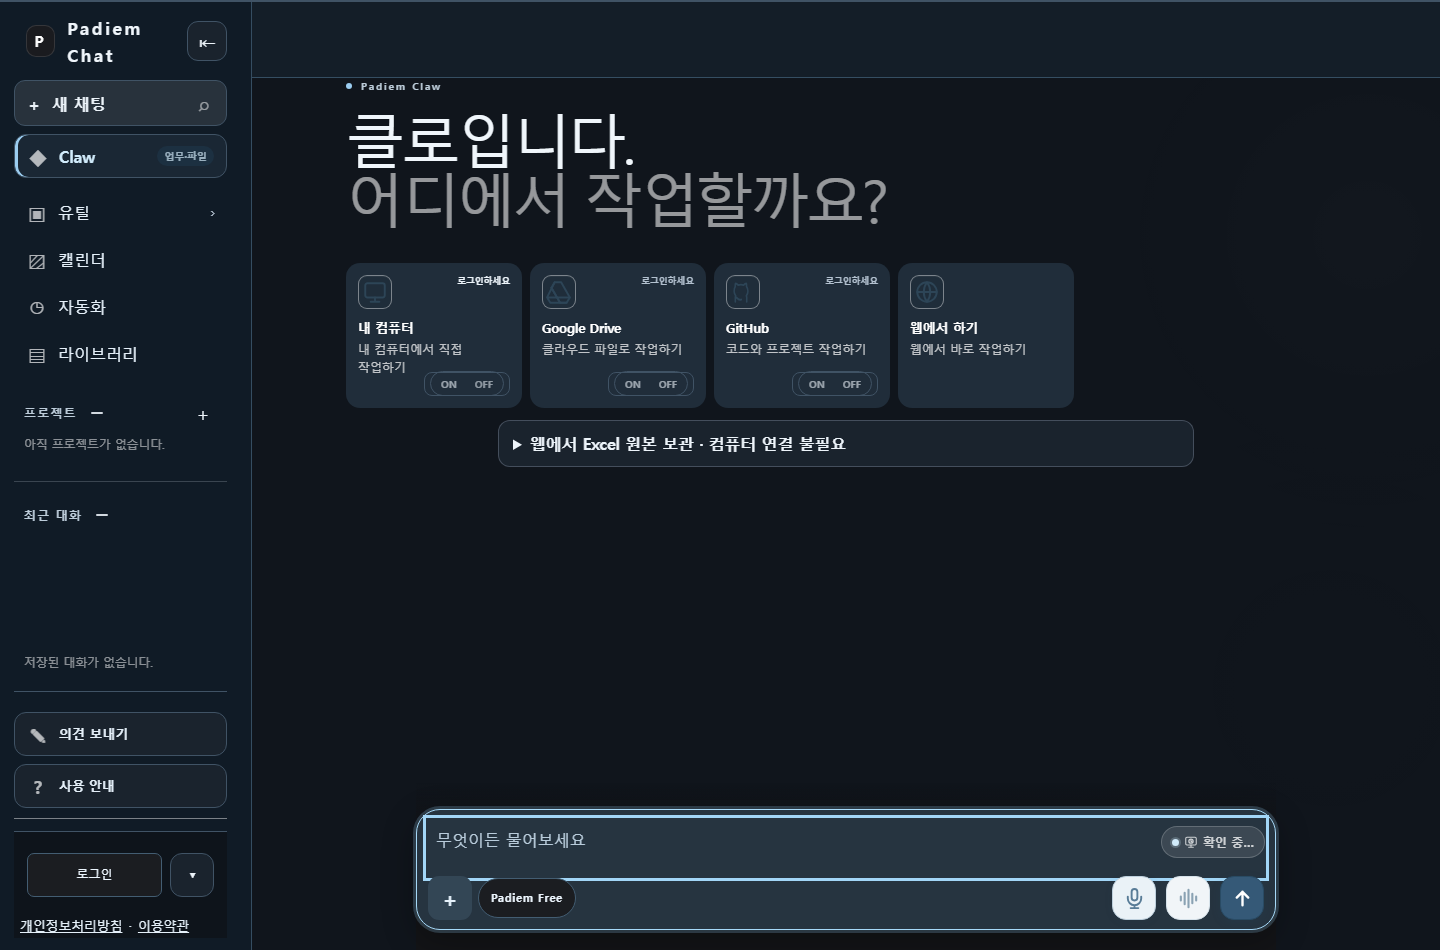 P
Padiem
Chat
새 채팅
Claw
업무·파일
유틸
캘린더
자동화
라이브러리
프로젝트
아직 프로젝트가 없습니다.
최근 대화
저장된 대화가 없습니다.
의견 보내기
? 사용 안내
로그인
개인정보처리방침 · 이용약관
Padiem Claw
클로입니다.
어디에서 작업할까요?
로그인하세요
내 컴퓨터
내 컴퓨터에서 직접
작업하기
ON OFF
로그인하세요
Google Drive
클라우드 파일로 작업하기
ON OFF
로그인하세요
GitHub
코드와 프로젝트 작업하기
ON OFF
웹에서 하기
웹에서 바로 작업하기
웹에서 Excel 원본 보관 · 컴퓨터 연결 불필요
무엇이든 물어보세요
확인 중...
Padiem Free